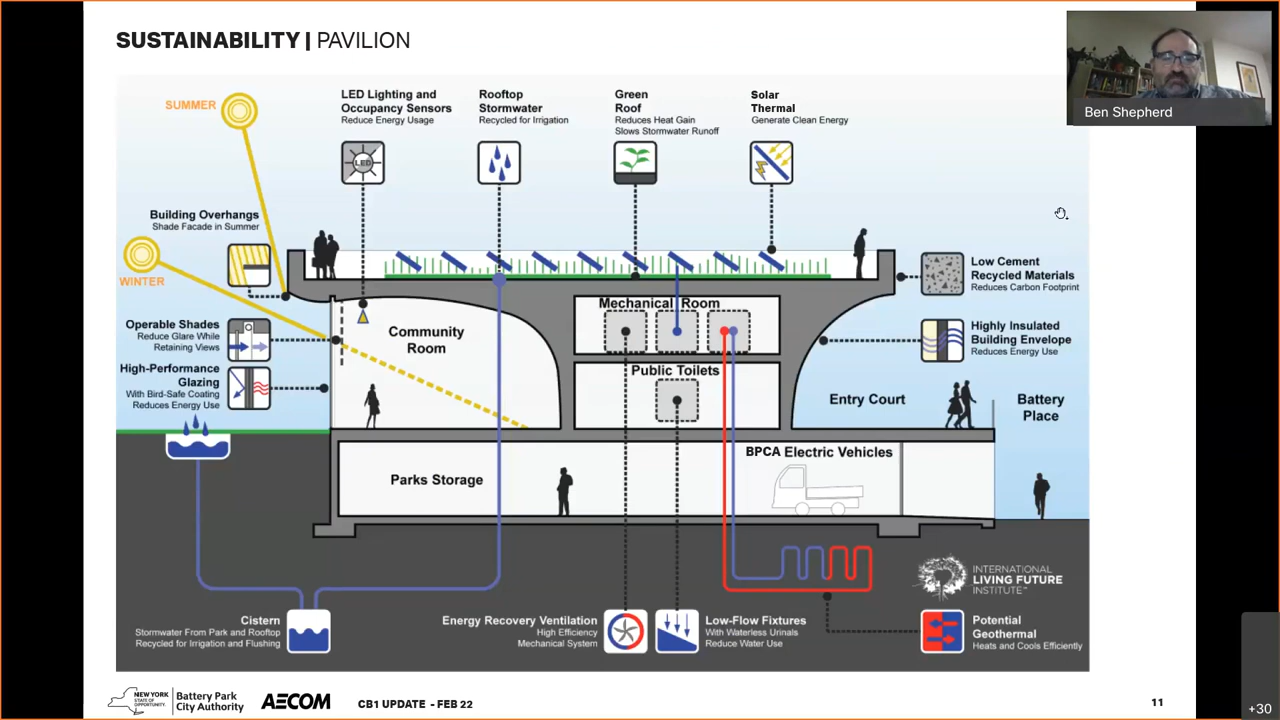 SUSTAINABILITY | PAVILION
Ben Shepherd
SUMMER
LED Lighting and
Occupancy Sensors
Reduce Energy Usage
LED
Rooftop
Stormwater
Recycled for Irrigation
Green
Roof
Reduces Heat Gain
Slows Stormwater Runoff
Solar
Thermal
Generate Clean Energy
Building Overhangs
Shade Facade in Summer
WINTER
Operable Shades
Reduce Glare While
Retaining Views
High-Performance
Glazing
With Bird-Safe Coating
Reduces Energy Use
Community
Room
Mechanical Room
Public Toilets
Low Cement
Recycled Materials
Reduces Carbon Footprint
Highly Insulated
Building Envelope
Reduces Energy Use
Entry Court
Battery
Place
Parks Storage
BPCA Electric Vehicles
INTERNATIONAL
LIVING FUTURE
INSTITUTE™
Cistern
Stormwater From Park and Rooftop
Recycled for Irrigation and Flushing
Energy Recovery Ventilation
High Efficiency
Mechanical System
Low-Flow Fixtures
With Waterless Urinals
Reduce Water Use
Potential
Geothermal
Heats and Cools Efficiently
NEW YORK
STATE OF
OPPORTUNITY.
Battery Park
City Authority
AECOM
CB1 UPDATE - FEB 22
11
+30